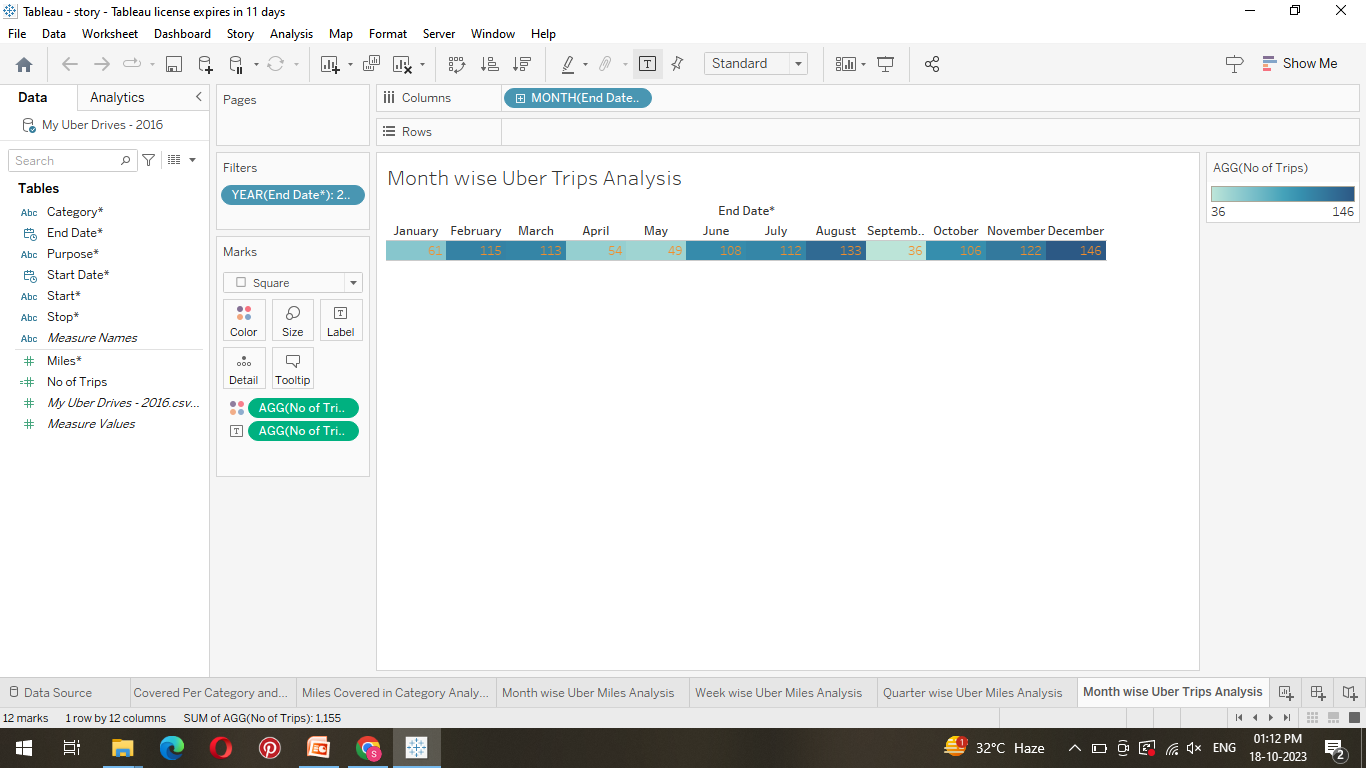 Tableau - story - Tableau license expires in 11 days
File Data Worksheet Dashboard Story Analysis Map Format Server Window Help
Standard
Show Me
Data Analytics
My Uber Drives - 2016
Search
Tables
Abc Category*
End Date*
Abc Purpose*
Start Date*
Abc Start*
Abc Stop*
Abc Measure Names
Miles*
No of Trips
My Uber Drives - 2016.csv...
Measure Values
Pages
Filters
YEAR(End Date*): 2..
Marks
Square
Color Size Label
Detail Tooltip
AGG(No of Tri..
AGG(No of Tri..
Columns MONTH(End Date..
Rows
Month wise Uber Trips Analysis
End Date*
January February March April May June July August Septemb.. October November December
61 115 113 54 49 108 112 133 36 106 122 146
AGG(No of Trips)
36 146
Data Source Covered Per Category and... Miles Covered in Category Analy... Month wise Uber Miles Analysis Week wise Uber Miles Analysis Quarter wise Uber Miles Analysis Month wise Uber Trips Analysis
12 marks 1 row by 12 columns SUM of AGG(No of Trips): 1,155
32°C Haze ENG 01:12 PM
18-10-2023